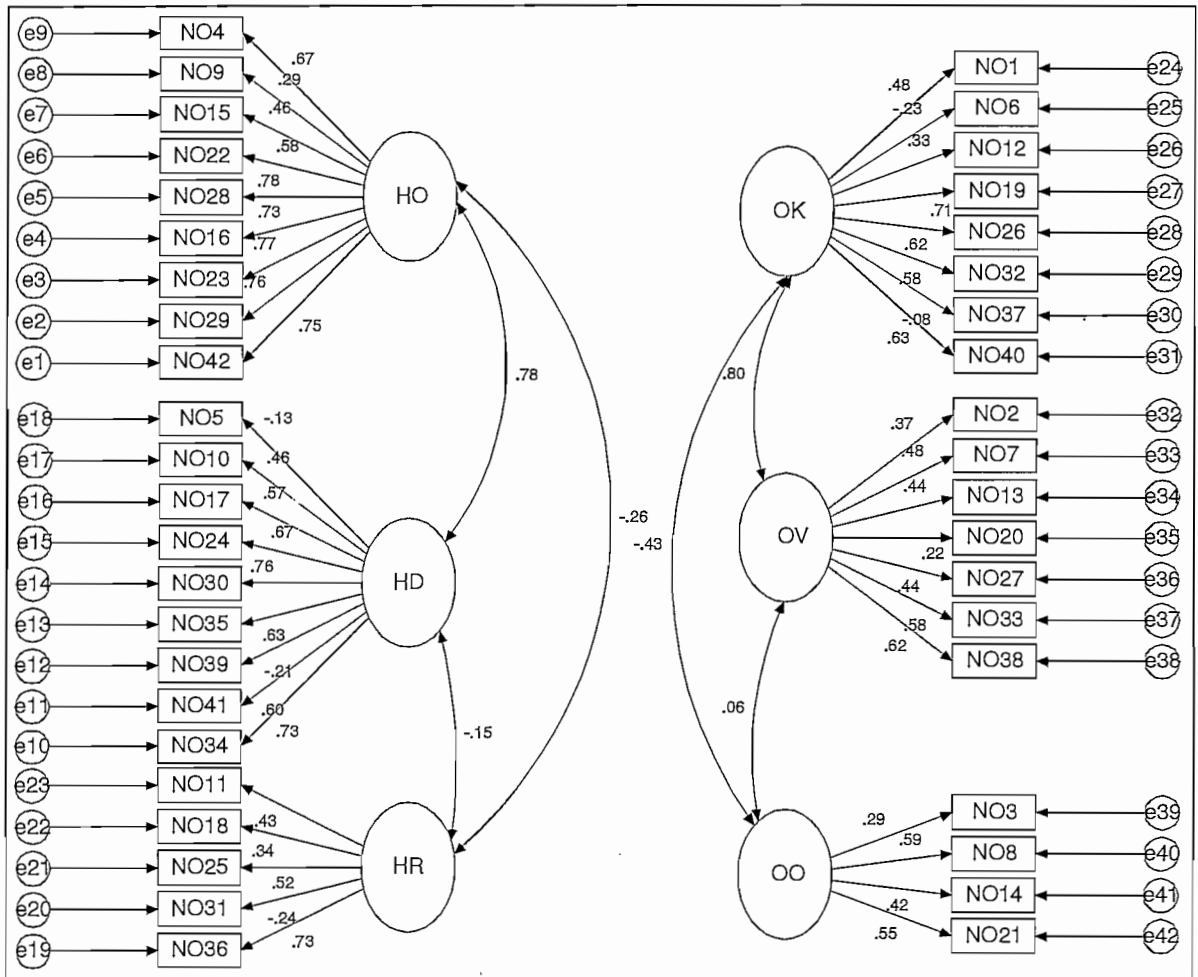 e9 NO4
.67
e8 NO9
.29
e7 NO15
.46
e6 NO22
.58
e5 NO28
.78
HO
e4 NO16
.73
e3 NO23
.77
e2 NO29
.76
e1 NO42
.75
.78
e18 NO5
-.13
e17 NO10
.46
e16 NO17
.57
e15 NO24
.67
e14 NO30
.76
HD
e13 NO35
e12 NO39
.63
e11 NO41
-.21
e10 NO34
.60
.73
-.26
-.15
e23 NO11
e22 NO18
.43
e21 NO25
.34
HR
e20 NO31
.52
e19 NO36
-.24
.73
.48
NO1 e24
-.23
NO6 e25
.33
NO12 e26
OK
NO19 e27
.71
NO26 e28
.62
NO32 e29
.58
NO37 e30
-.08
.63
NO40 e31
.80
-.43
.37
NO2 e32
.48
NO7 e33
.44
NO13 e34
OV
NO20 e35
.22
NO27 e36
.44
NO33 e37
.58
.62
NO38 e38
.06
.29
NO3 e39
.59
NO8 e40
OO
NO14 e41
.42
.55
NO21 e42